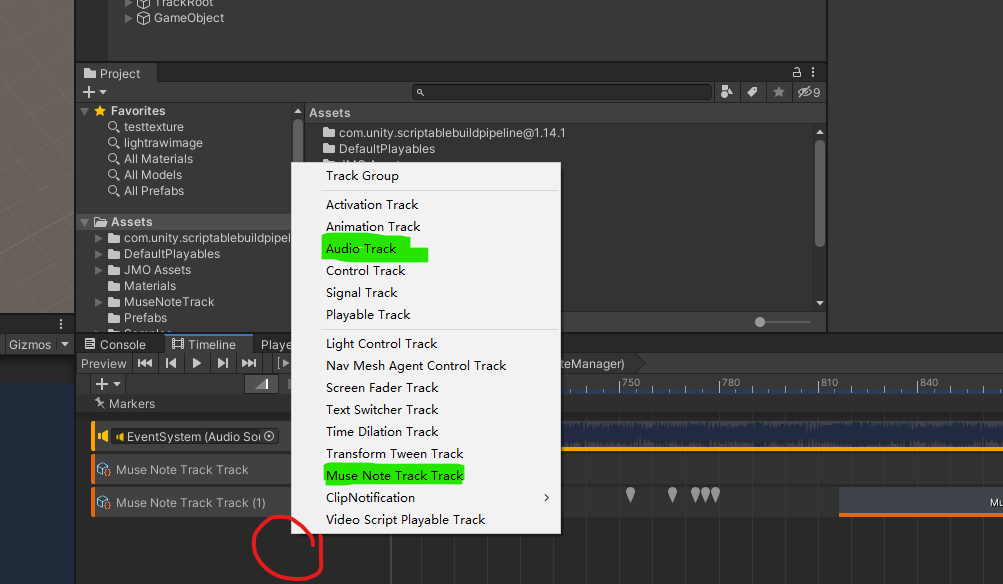 TrackRoot
GameObject
Project
9
Favorites
testtexture
lightrawimage
All Materials
All Models
All Prefabs
Assets
com.unity.scriptablebuildpipel
DefaultPlayables
JMO Assets
Materials
MuseNoteTrack
Prefabs
Assets
com.unity.scriptablebuildpipeline@1.14.1
DefaultPlayables
Track Group
Activation Track
Animation Track
Audio Track
Control Track
Signal Track
Playable Track
Light Control Track
Nav Mesh Agent Control Track
Screen Fader Track
Text Switcher Track
Time Dilation Track
Transform Tween Track
Muse Note Track Track
ClipNotification
Video Script Playable Track
Gizmos
Console
Timeline
Playe
Preview
teManager)
750
780
810
840
Markers
EventSystem (Audio Sou
Muse Note Track Track
Muse Note Track Track (1)
Mu